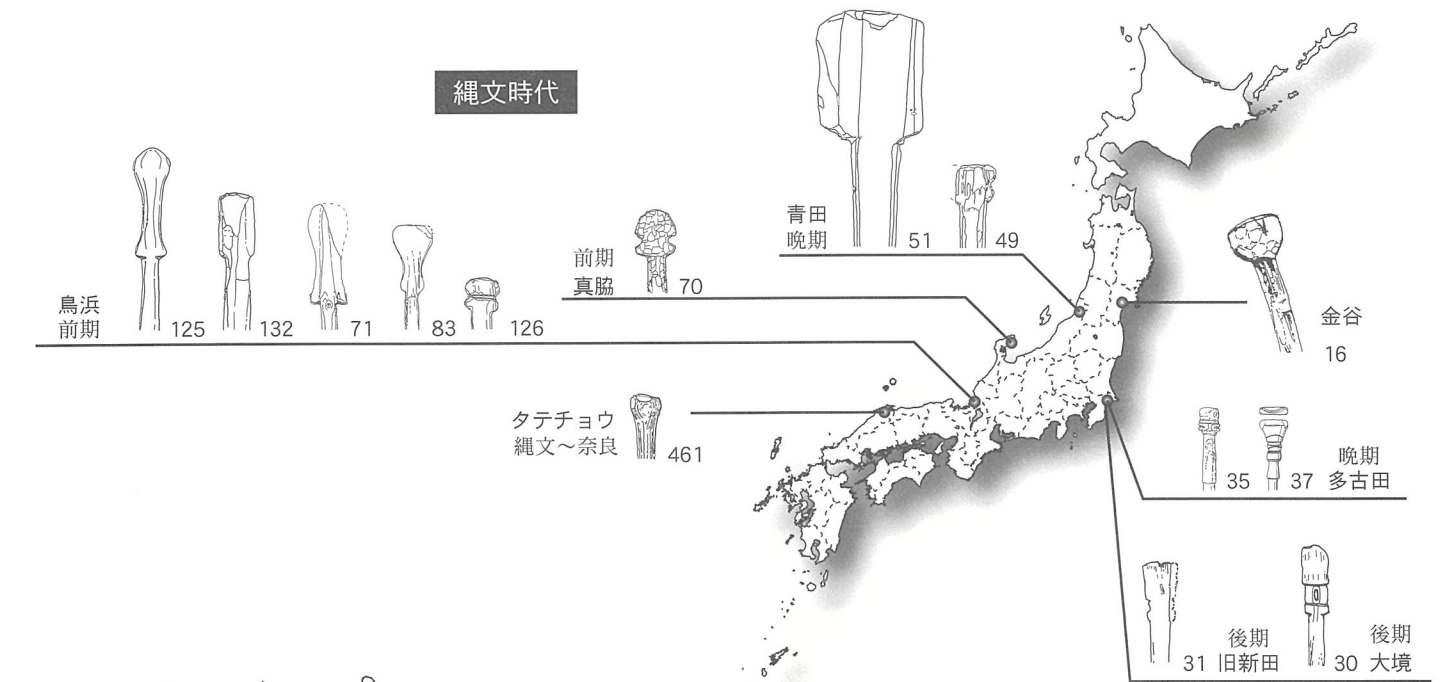 縄文時代
青田
晩期
51
49
前期
真脇
70
鳥浜
前期
125
132
71
83
126
金谷
16
タテチョウ
縄文～奈良
461
35
37
晩期
多古田
31
後期
旧新田
30
後期
大境